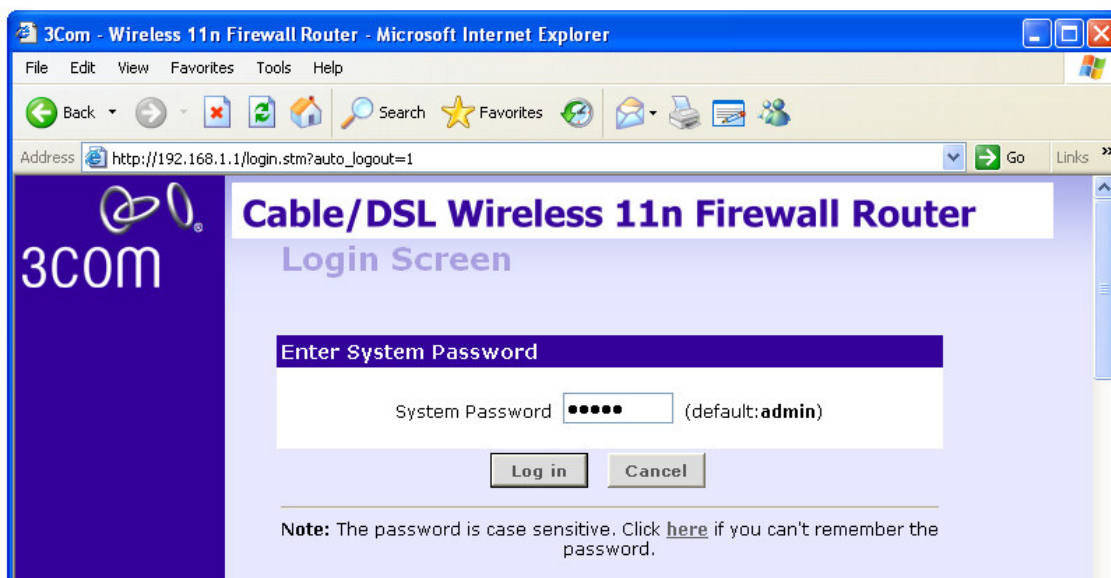 3Com - Wireless 11n Firewall Router - Microsoft Internet Explorer
File Edit View Favorites Tools Help
Back Search Favorites
Address http://192.168.1.1/login.stm?auto_logout=1 Go Links »
3COM
Cable/DSL Wireless 11n Firewall Router
Login Screen
Enter System Password
System Password ••••• (default:admin)
Log in Cancel
Note: The password is case sensitive. Click here if you can't remember the
password.